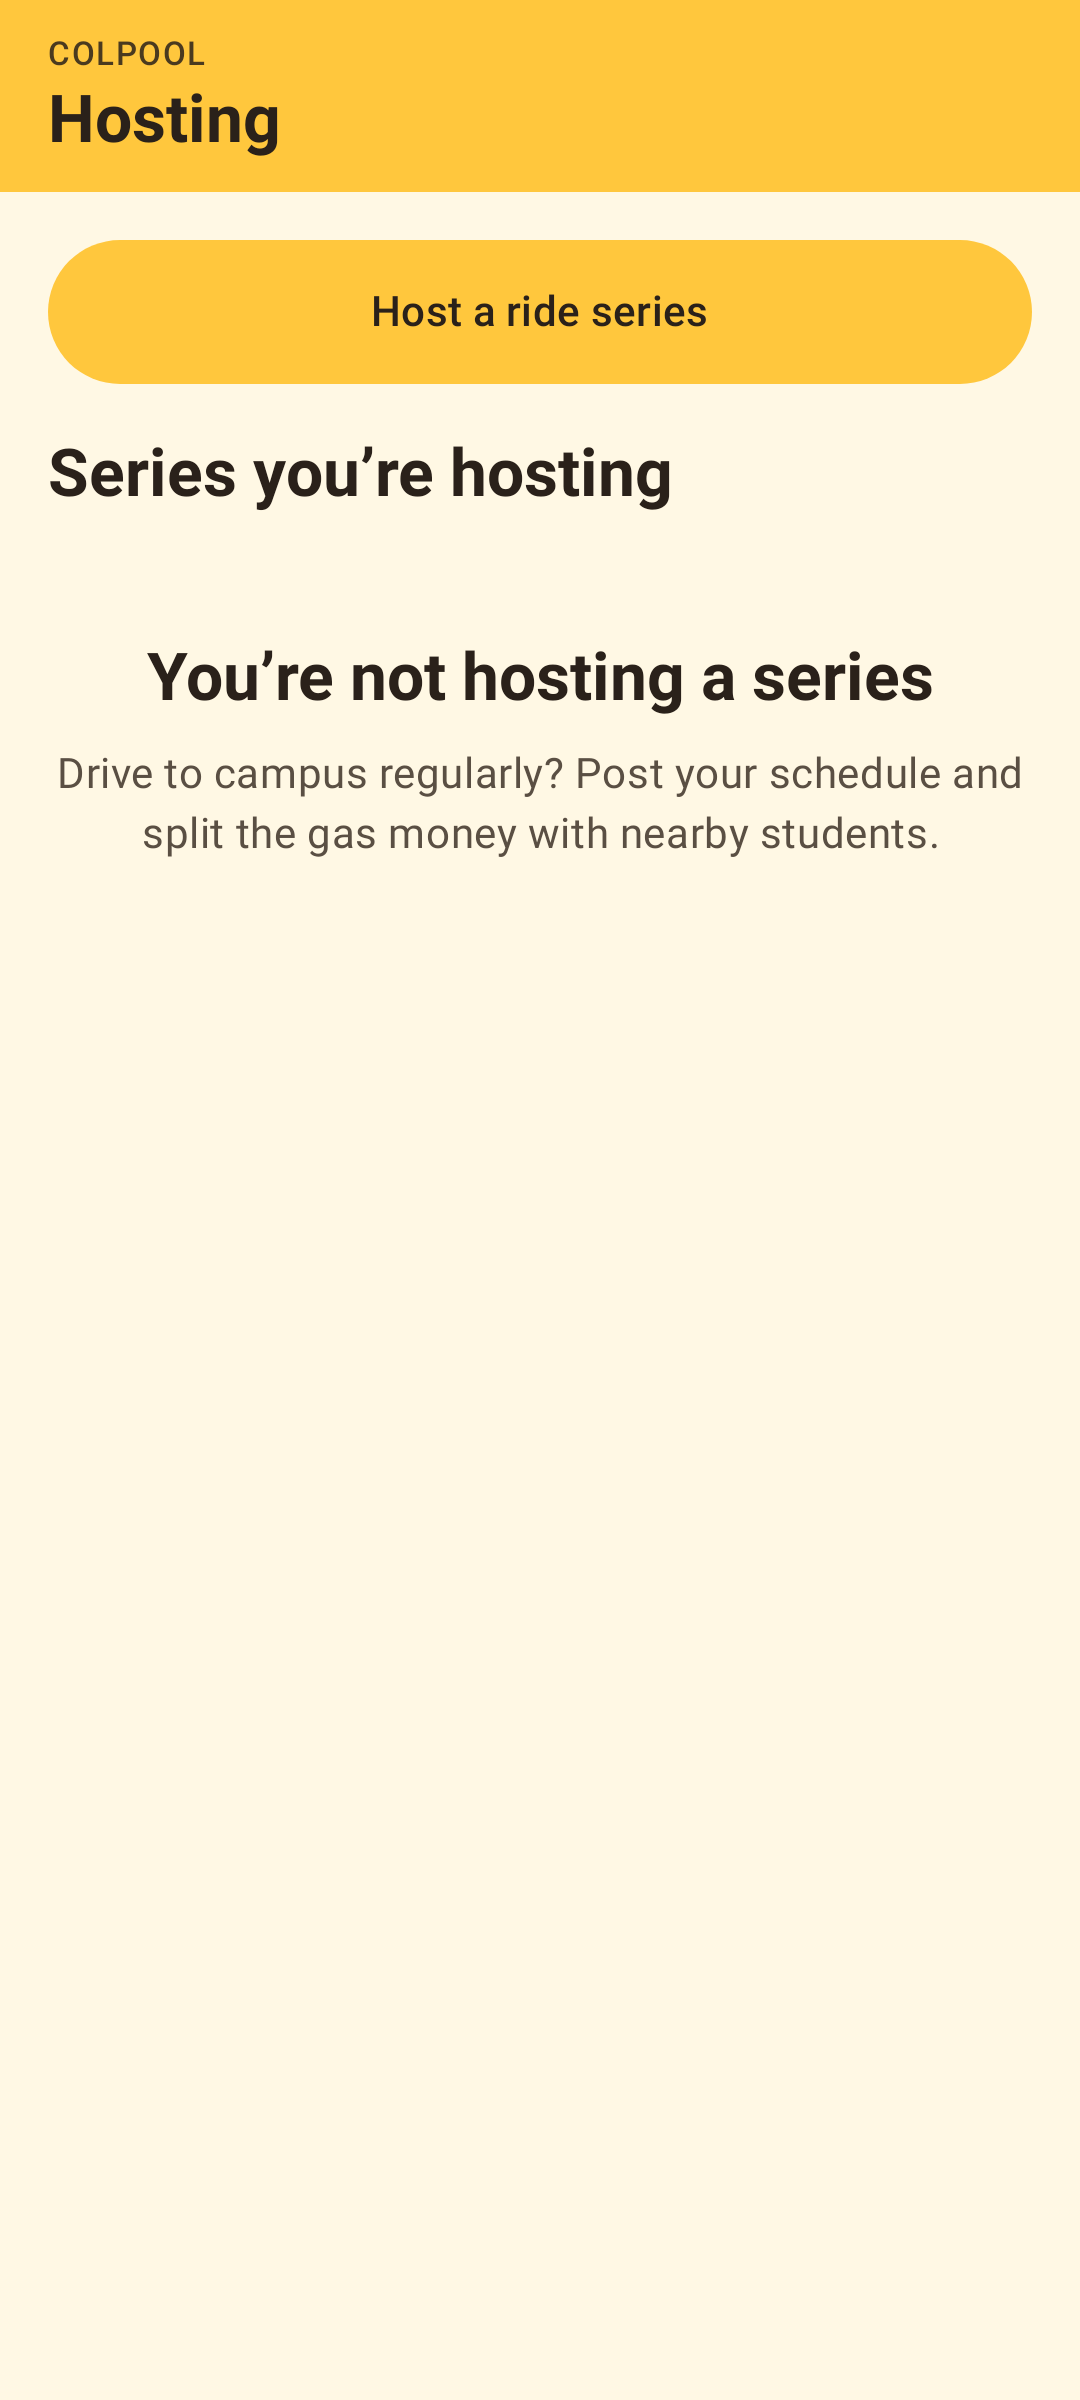 COLPOOL
Hosting
Host a ride series
Series you’re hosting
You’re not hosting a series
Drive to campus regularly? Post your schedule and
split the gas money with nearby students.